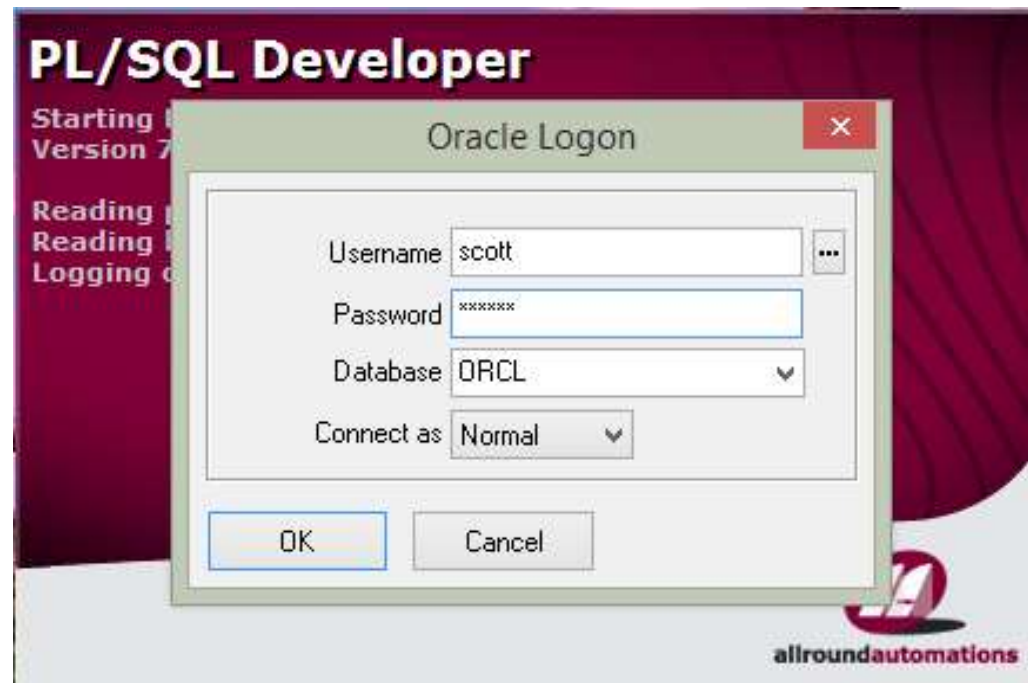 PL/SQL Developer
Starting
Version 7
Reading
Reading
Logging
Oracle Logon
Username scott ...
Password ******
Database ORCL
Connect as Normal
OK Cancel
allroundautomations